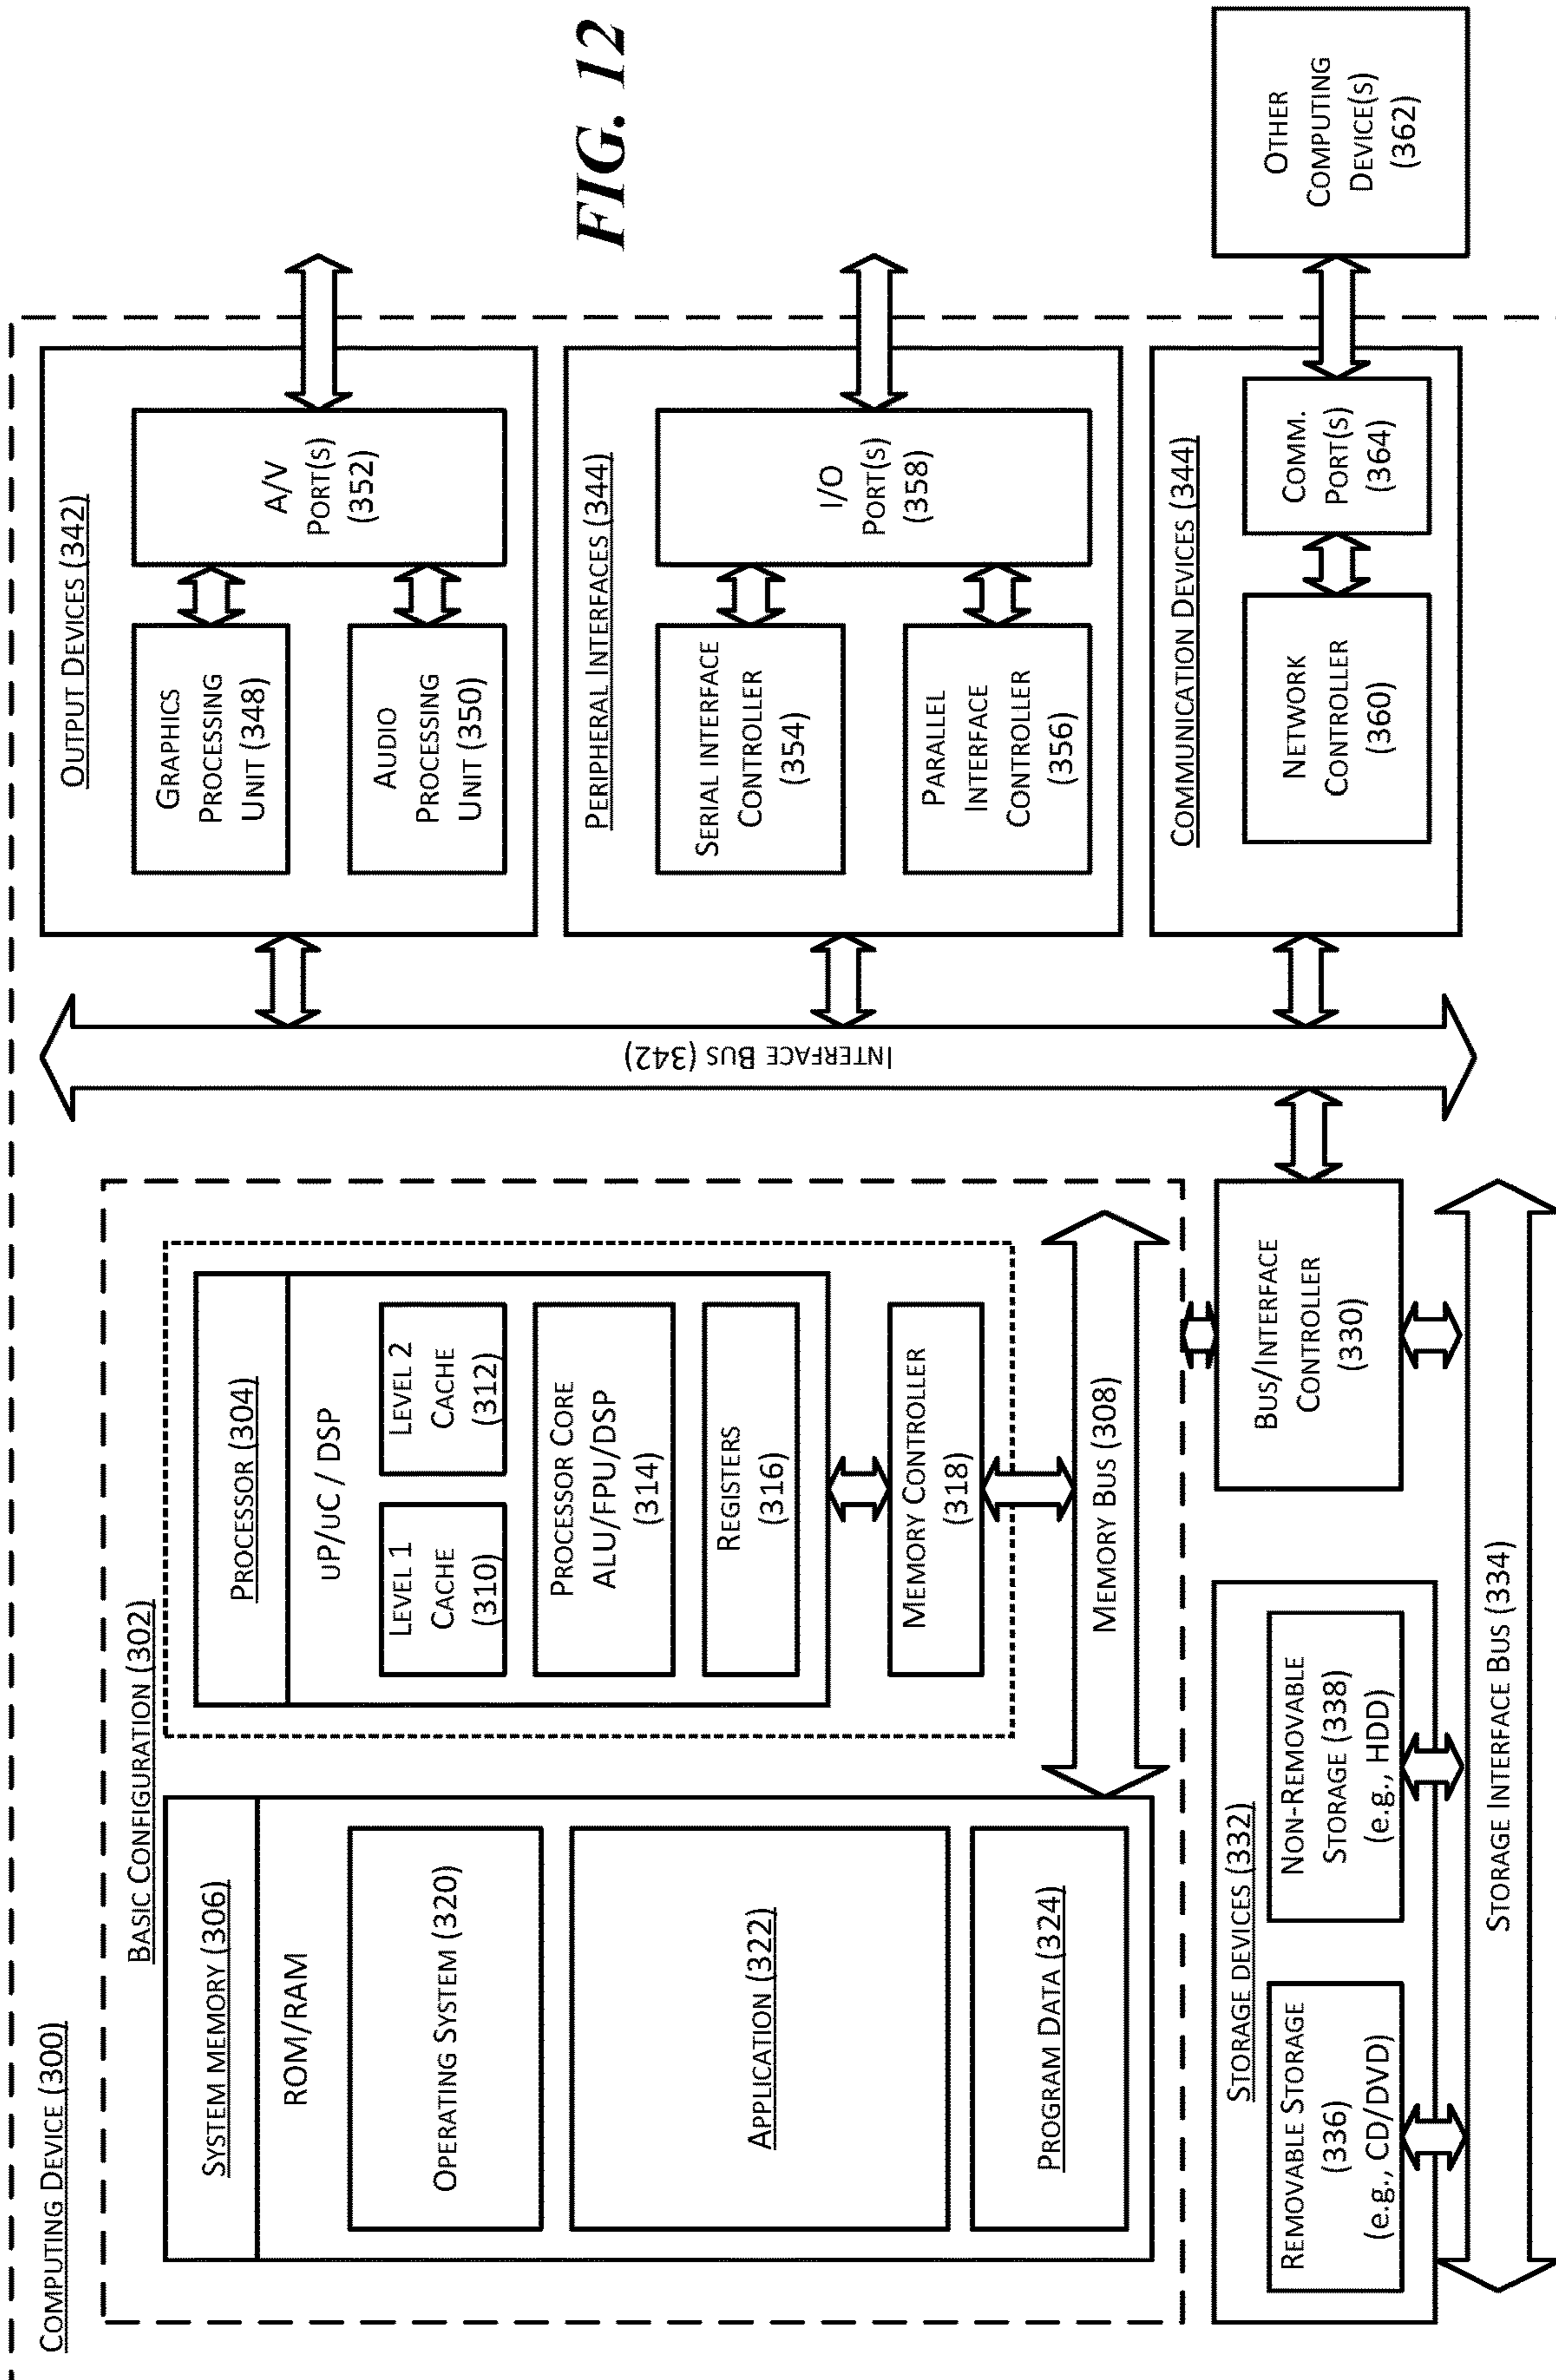 COMPUTING DEVICE (300)
BASIC CONFIGURATION (302)
SYSTEM MEMORY (306)
ROM/RAM
OPERATING SYSTEM (320)
APPLICATION (322)
PROGRAM DATA (324)
PROCESSOR (304)
UP/UC / DSP
LEVEL 1
CACHE
(310)
LEVEL 2
CACHE
(312)
PROCESSOR CORE
ALU/FPU/DSP
(314)
REGISTERS
(316)
MEMORY CONTROLLER
(318)
MEMORY BUS (308)
BUS/INTERFACE
CONTROLLER
(330)
STORAGE DEVICES (332)
REMOVABLE STORAGE
(336)
(e.g., CD/DVD)
NON-REMOVABLE
STORAGE (338)
(e.g., HDD)
STORAGE INTERFACE BUS (334)
INTERFACE BUS (342)
OUTPUT DEVICES (342)
GRAPHICS
PROCESSING
UNIT (348)
AUDIO
PROCESSING
UNIT (350)
A/V
PORT(S)
(352)
PERIPHERAL INTERFACES (344)
SERIAL INTERFACE
CONTROLLER
(354)
PARALLEL
INTERFACE
CONTROLLER
(356)
I/O
PORT(S)
(358)
COMMUNICATION DEVICES (344)
NETWORK
CONTROLLER
(360)
COMM.
PORT(S)
(364)
OTHER
COMPUTING
DEVICE(S)
(362)
FIG. 12